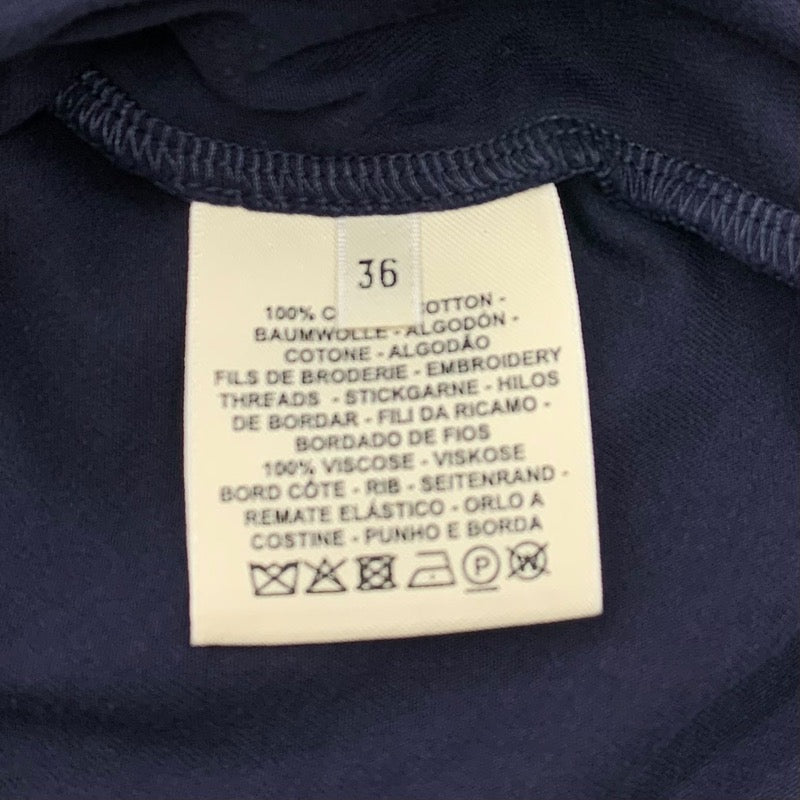 36
100% COTTON -
BAUMWOLLE - ALGODÓN -
COTONE - ALGODÃO
FILS DE BRODERIE - EMBROIDERY
THREADS - STICKGARNE - HILOS
DE BORDAR - FILI DA RICAMO -
BORDADO DE FIOS
100% VISCOSE - VISKOSE
BORD CÔTE - RIB - SEITENRAND -
REMATE ELÁSTICO - ORLO A
COSTINE - PUNHO E BORDA
P W